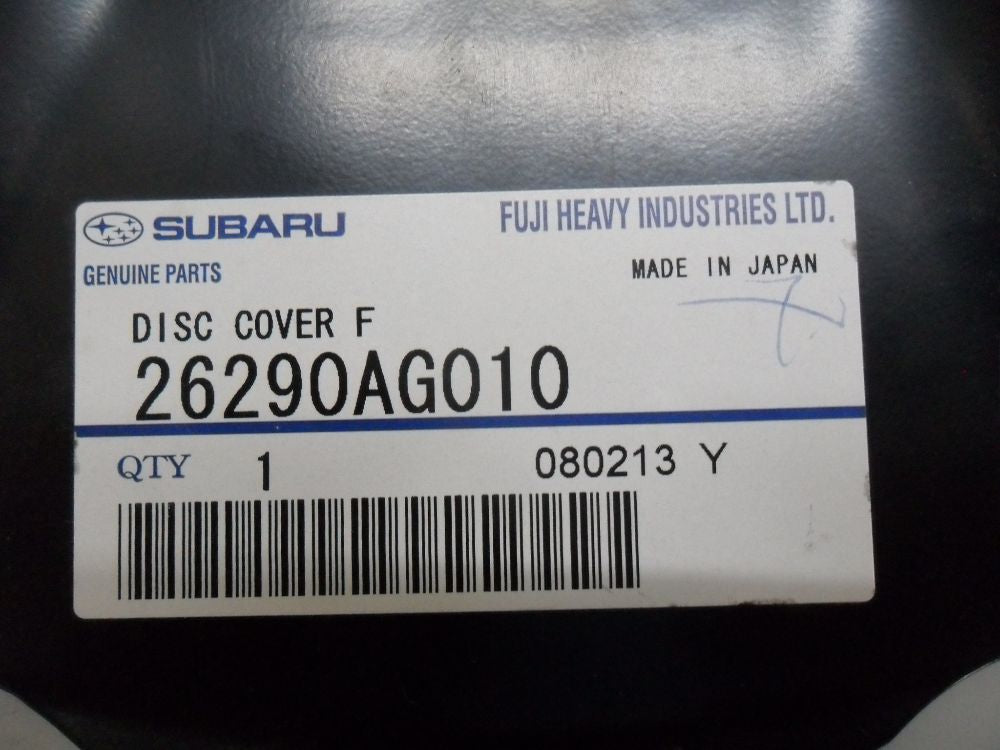 SUBARU
FUJI HEAVY INDUSTRIES LTD.
GENUINE PARTS
MADE IN JAPAN
DISC COVER F
26290AG010
QTY 1
080213 Y